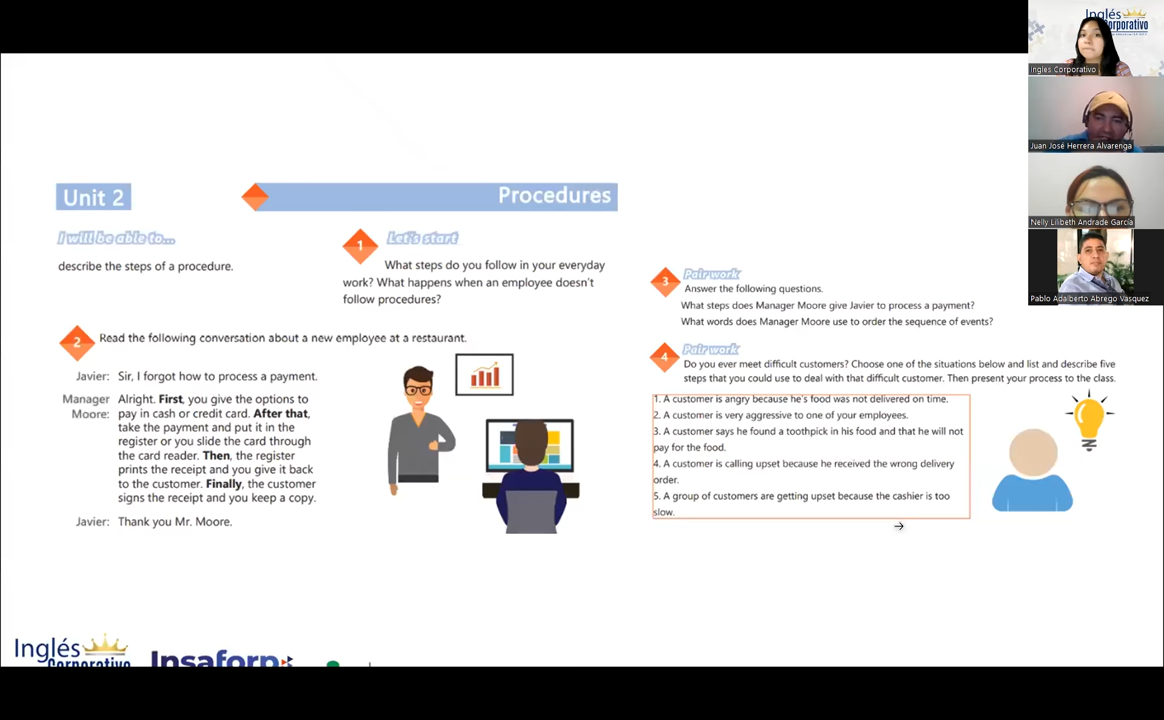 Unit 2
Procedures
I will be able to...
describe the steps of a procedure.
1
Let's start
What steps do you follow in your everyday
work? What happens when an employee doesn't
follow procedures?
2
Read the following conversation about a new employee at a restaurant.
Javier: Sir, I forgot how to process a payment.
Manager Moore: Alright. First, you give the options to
pay in cash or credit card. After that,
take the payment and put it in the
register or you slide the card through
the card reader. Then, the register
prints the receipt and you give it back
to the customer. Finally, the customer
signs the receipt and you keep a copy.
Javier: Thank you Mr. Moore.
3
Pair work
Answer the following questions.
What steps does Manager Moore give Javier to process a payment?
What words does Manager Moore use to order the sequence of events?
4
Pair work
Do you ever meet difficult customers? Choose one of the situations below and list and describe five
steps that you could use to deal with that difficult customer. Then present your process to the class.
1. A customer is angry because he's food was not delivered on time.
2. A customer is very aggressive to one of your employees.
3. A customer says he found a toothpick in his food and that he will not
pay for the food.
4. A customer is calling upset because he received the wrong delivery
order.
5. A group of customers are getting upset because the cashier is too
slow.
Inglés
Corporativo
Insaforp
Inglés
Corporativo
Ingles Corporativo
Juan José Herrera Alvarenga
Nelly Lilibeth Andrade García
Pablo Adalberto Abrego Vasquez